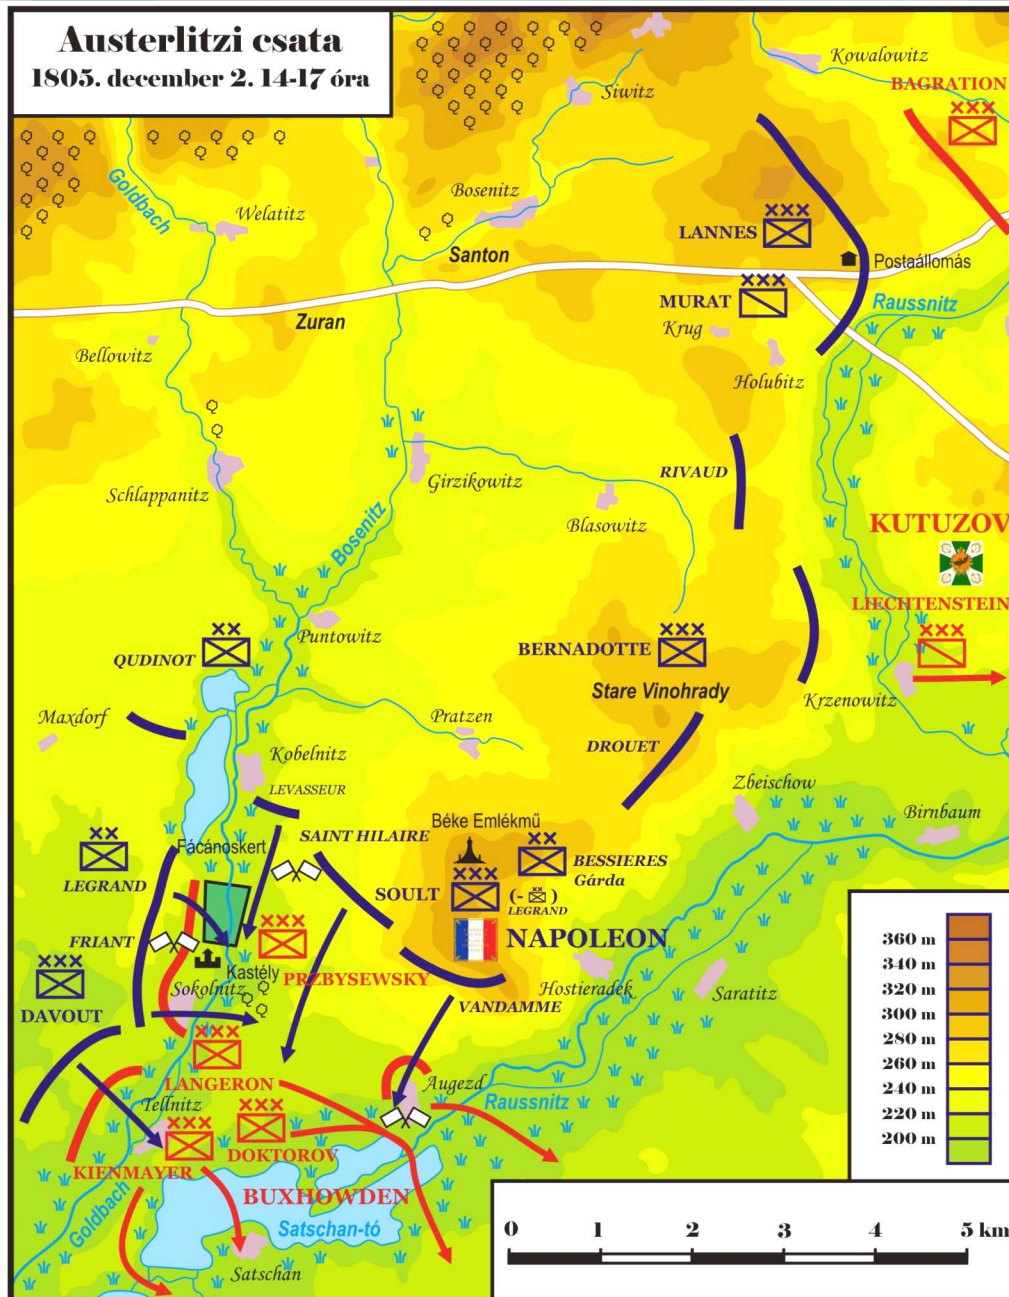 Austerlitzi csata
1805. december 2. 14-17 óra
Kowalowitz
BAGRATION
Siwitz
Goldbach
Welatitz
Bosenitz
LANNES
Santon
Postaállomás
MURAT
Raussnitz
Zuran
Krug
Bellowitz
Holubitz
RIVAUD
Girzikowitz
Schlappanitz
Blasowitz
KUTUZOV
Bosenitz
LIECHTENSTEIN
Puntowitz
BERNADOTTE
QUDINOT
Stare Vinohrady
Krzenowitz
Maxdorf
Pratzen
DROUET
Kobelnitz
Zbeischow
LEVASSEUR
Birnbaum
Béke Emlékmű
SAINT HILAIRE
Fácánoskert
BESSIERES
Gárda
LEGRAND
SOULT
(- )
LEGRAND
FRIANT
NAPOLEON
Kastély
PRZBYSEWSKY
Sokolnitz
Hostieradek
Saratitz
VANDAMME
DAVOUT
LANGERON
Augezd
Raussnitz
Tellnitz
DOKTOROV
KIENMAYER
BUXHOWDEN
Goldbach
Satschan-tó
Satschan
360 m
340 m
320 m
300 m
280 m
260 m
240 m
220 m
200 m
0 1 2 3 4 5 km